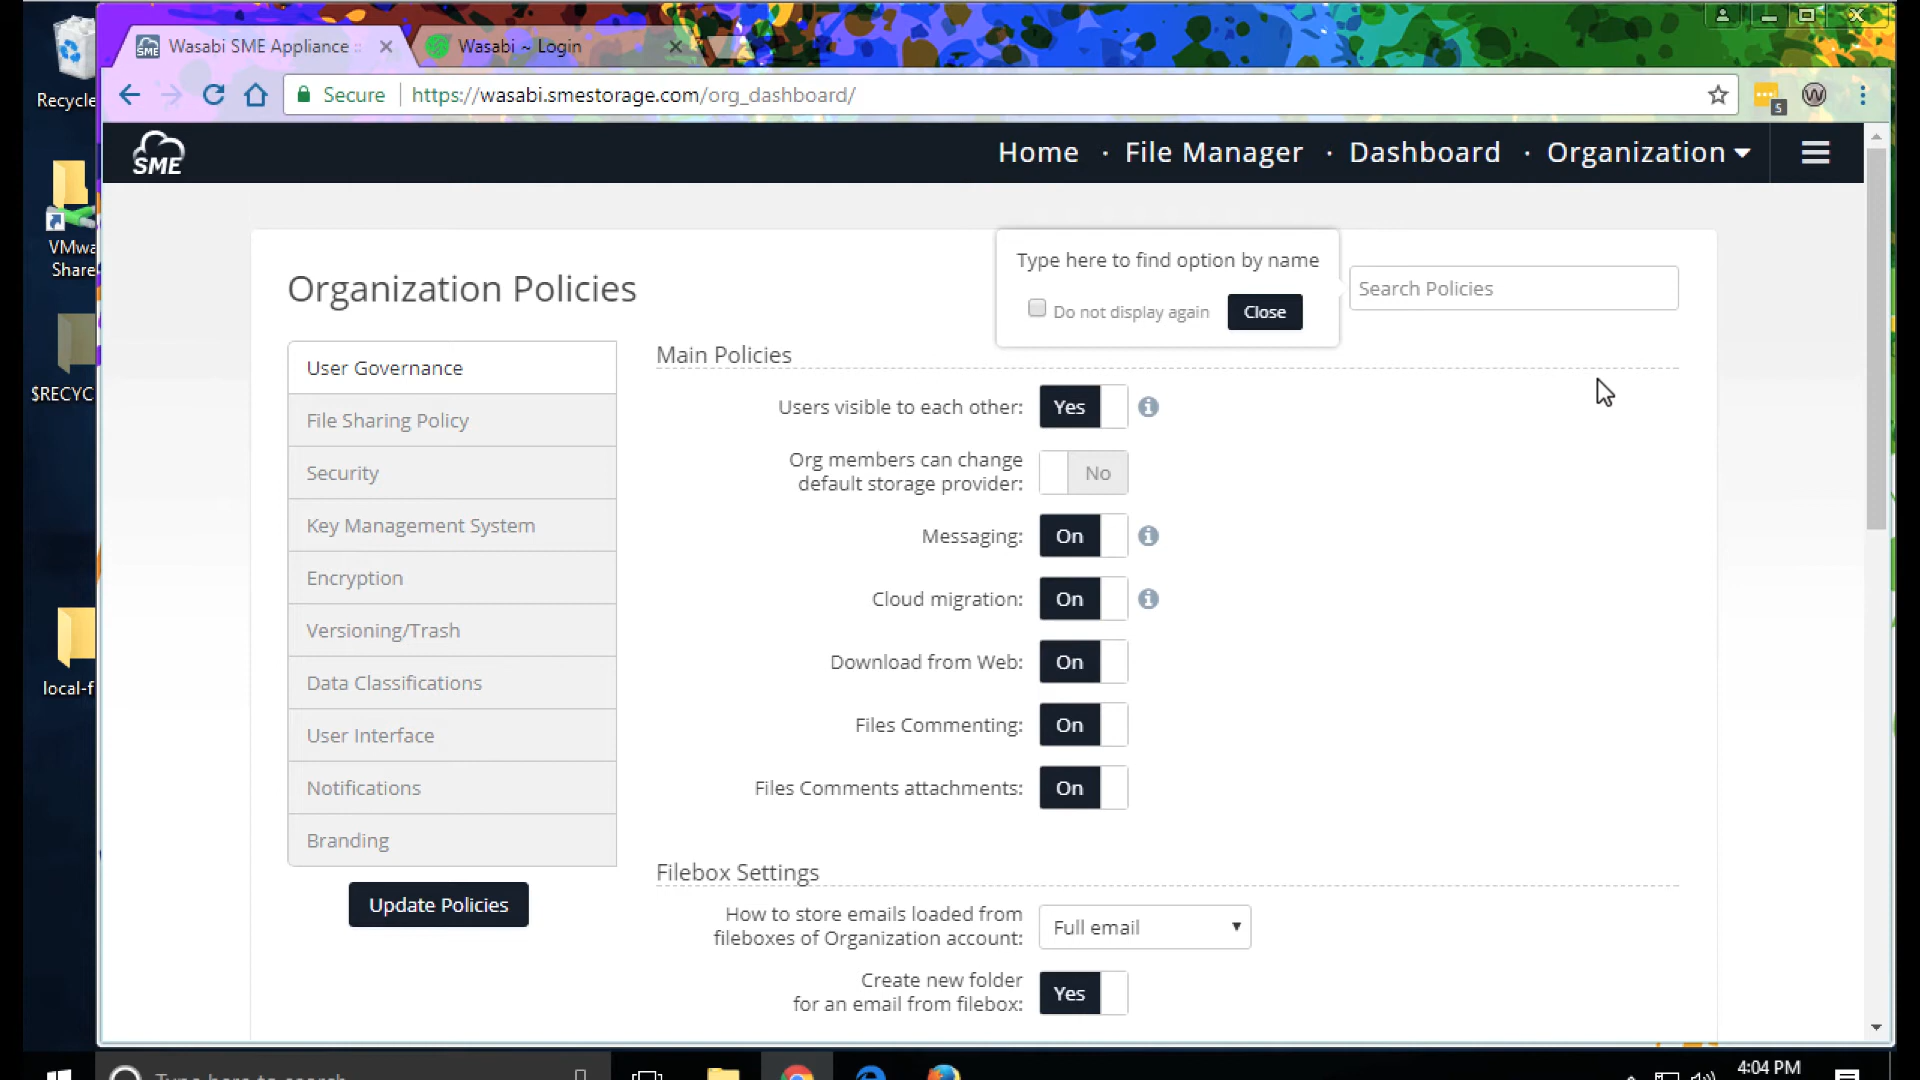 Recycle
Wasabi SME Appliance
Wasabi ~ Login
Secure
https://wasabi.smestorage.com/org_dashboard/
5
SME
Home · File Manager · Dashboard · Organization
VMwa
Share
$RECYC
local-f
Organization Policies
Type here to find option by name
Do not display again
Close
Search Policies
User Governance
File Sharing Policy
Security
Key Management System
Encryption
Versioning/Trash
Data Classifications
User Interface
Notifications
Branding
Update Policies
Main Policies
Users visible to each other: Yes
Org members can change
default storage provider: No
Messaging: On
Cloud migration: On
Download from Web: On
Files Commenting: On
Files Comments attachments: On
Filebox Settings
How to store emails loaded from
fileboxes of Organization account: Full email
Create new folder
for an email from filebox: Yes
Type here to search
4:04 PM